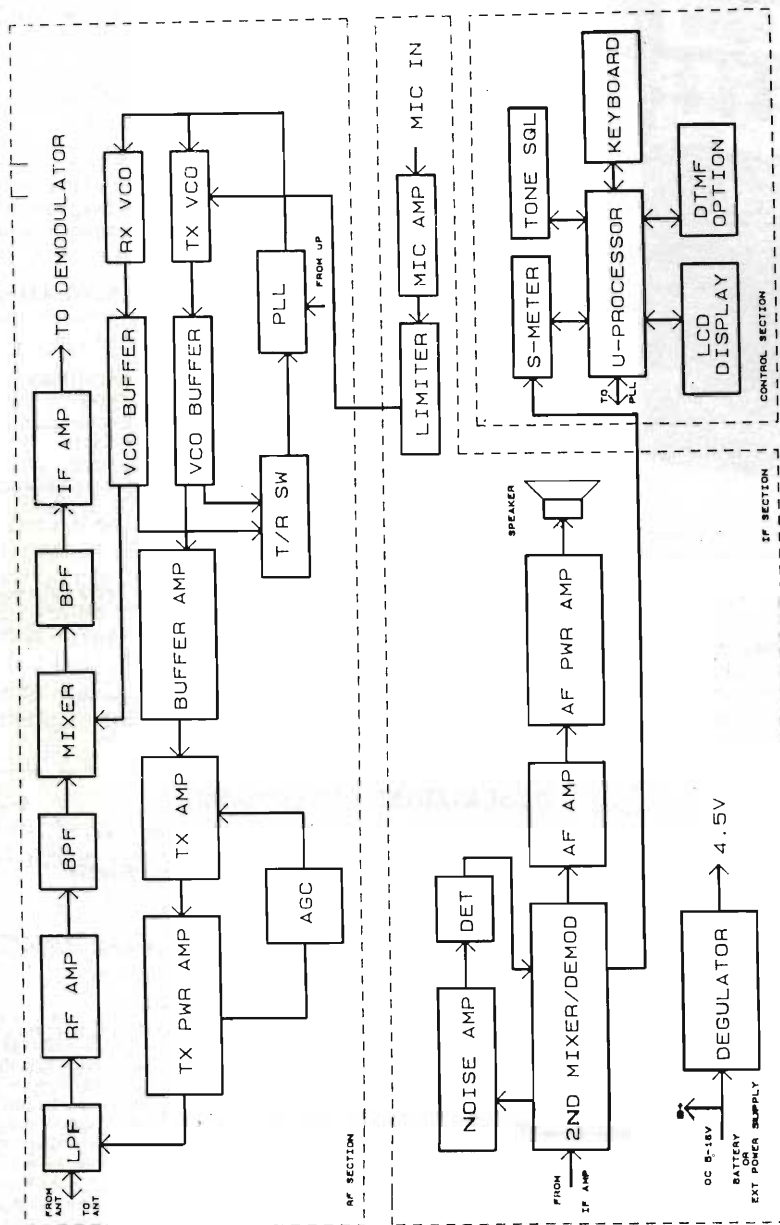 FROM
ANT
TO
ANT
LPF
RF AMP
BPF
MIXER
BPF
IF AMP
TO DEMODULATOR
TX PWR AMP
TX AMP
BUFFER AMP
VCO BUFFER
RX VCO
VCO BUFFER
TX VCO
AGC
T/R SW
PLL
FROM uP
RF SECTION
LIMITER
MIC AMP
MIC IN
S-METER
TONE SQL
U-PROCESSOR
KEYBOARD
TO
PLL
LCD
DISPLAY
DTMF
OPTION
CONTROL SECTION
NOISE AMP
DET
FROM
IF AMP
2ND MIXER/DEMOD
AF AMP
AF PWR AMP
SPEAKER
B+
DC 5-16V
BATTERY
OR
EXT POWER SUPPLY
DEGULATOR
4.5V
IF SECTION